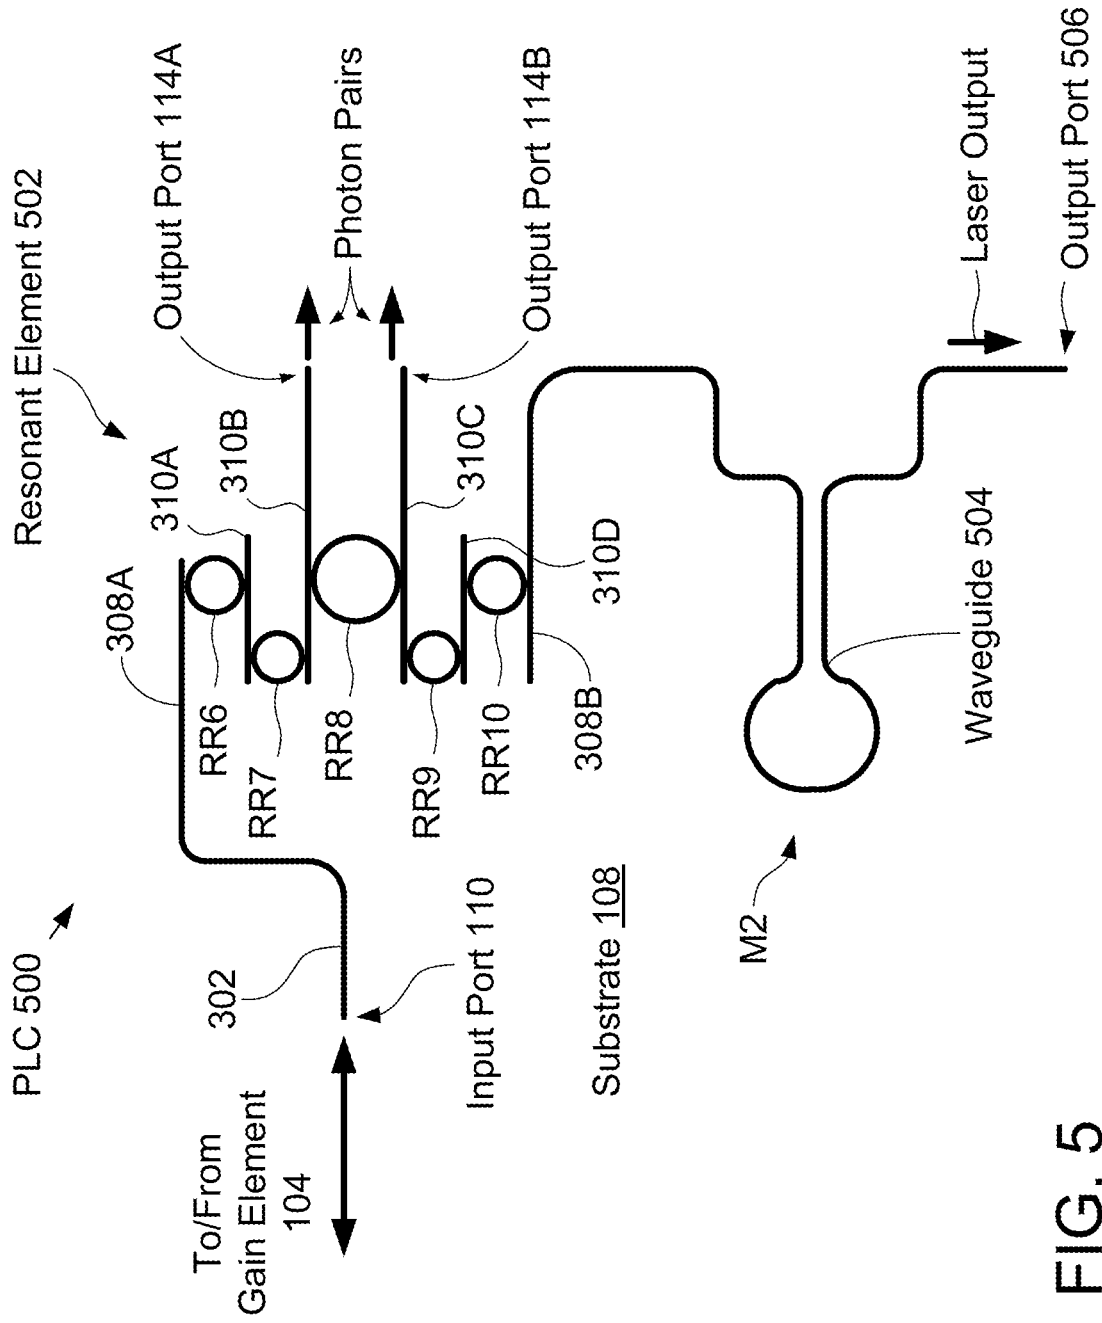 PLC 500
Resonant Element 502
308A
310A
Output Port 114A
310B
Photon Pairs
RR6
RR7
302
To/From
Gain Element
104
RR8
310C
Output Port 114B
RR9
Input Port 110
RR10
310D
308B
Substrate 108
M2
Waveguide 504
Laser Output
Output Port 506
FIG. 5